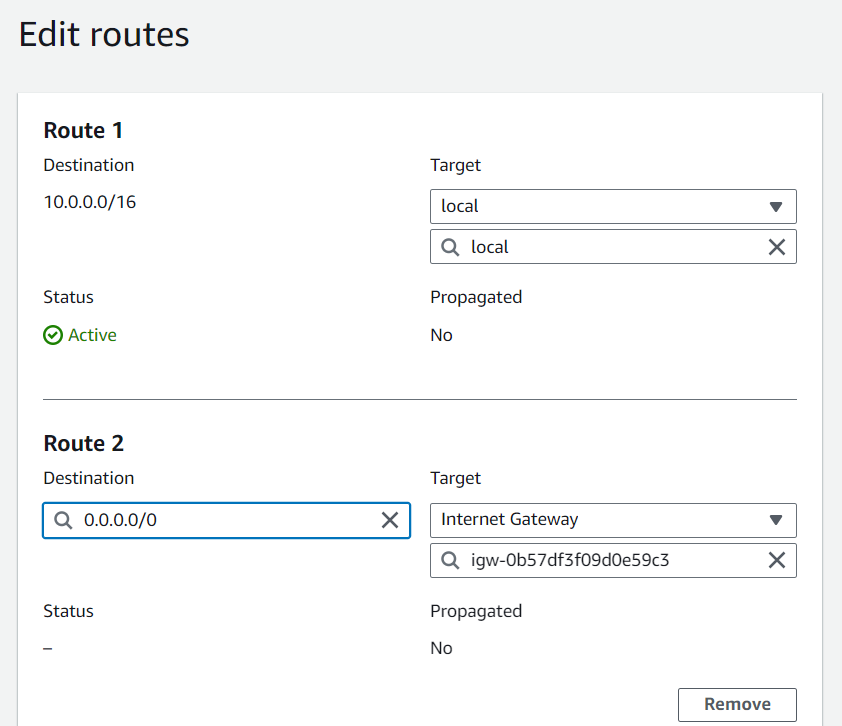 Edit routes
Route 1
Destination
Target
10.0.0.0/16
local
local
Status
Propagated
Active
No
Route 2
Destination
Target
0.0.0.0/0
Internet Gateway
igw-0b57df3f09d0e59c3
Status
Propagated
–
No
Remove